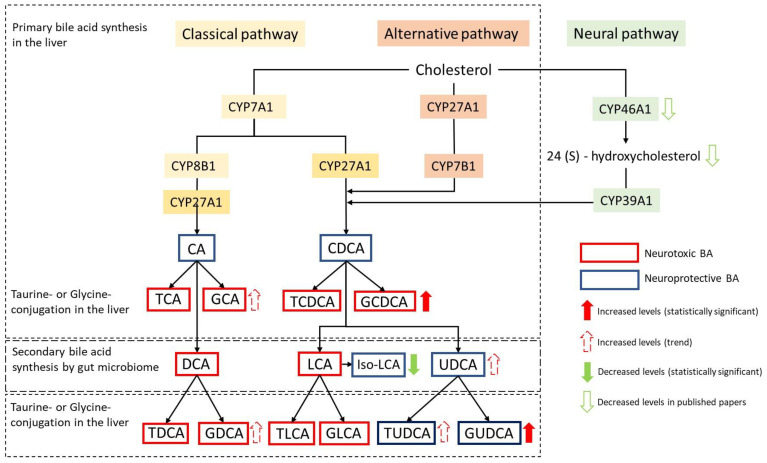 Primary bile acid synthesis
in the liver
Classical pathway
Alternative pathway
Neural pathway
Cholesterol
CYP7A1
CYP27A1
CYP46A1
CYP8B1
CYP27A1
CYP7B1
24 (S) - hydroxycholesterol
CYP27A1
CYP39A1
CA
CDCA
Neurotoxic BA
Neuroprotective BA
Taurine- or Glycine-
conjugation in the liver
TCA
GCA
TCDCA
GCDCA
Increased levels (statistically significant)
Increased levels (trend)
Secondary bile acid
synthesis by gut microbiome
DCA
LCA
Iso-LCA
UDCA
Decreased levels (statistically significant)
Decreased levels in published papers
Taurine- or Glycine-
conjugation in the liver
TDCA
GDCA
TLCA
GLCA
TUDCA
GUDCA